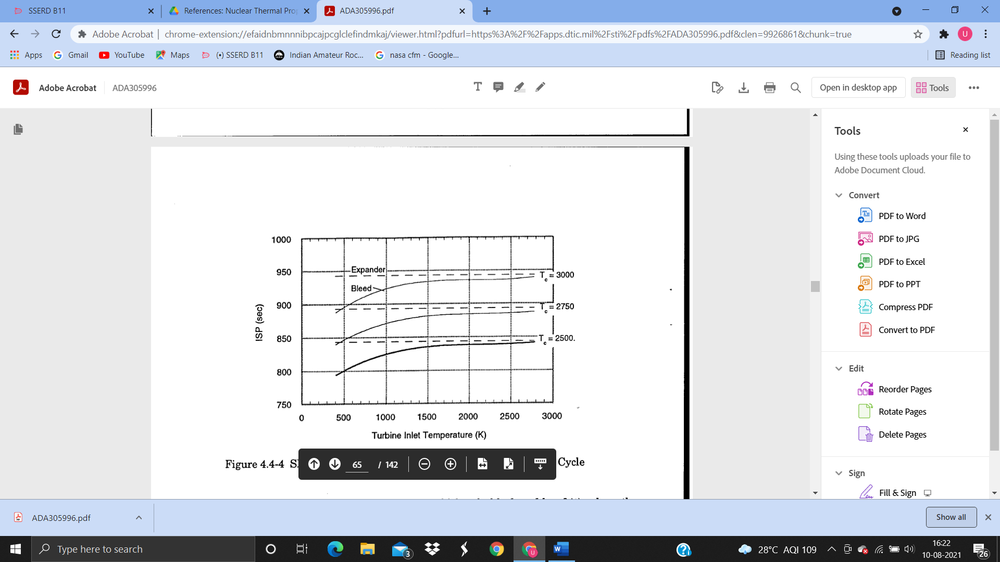 SSERD B11
References: Nuclear Thermal Prop
ADA305996.pdf
Adobe Acrobat
chrome-extension://efaidnbmnnnibpcajpcglclefindmkaj/viewer.html?pdfurl=https%3A%2F%2Fapps.dtic.mil%2Fsti%2Fpdfs%2FADA305996.pdf&clen=9926861&chunk=true
U
Apps
Gmail
YouTube
Maps
(•) SSERD B11
Indian Amateur Roc...
nasa cfm - Google...
Reading list
Adobe Acrobat
ADA305996
Open in desktop app
Tools
Tools
Using these tools uploads your file to
Adobe Document Cloud.
Convert
PDF to Word
PDF to JPG
PDF to Excel
PDF to PPT
Compress PDF
Convert to PDF
Edit
Reorder Pages
Rotate Pages
Delete Pages
Sign
Fill & Sign
1000
950
900
850
800
750
ISP (sec)
Expander
Bleed
Tc = 3000
Tc = 2750
Tc = 2500.
0 500 1000 1500 2000 2500 3000
Turbine Inlet Temperature (K)
Figure 4.4-4
Cycle
65 / 142
ADA305996.pdf
Show all
Type here to search
3
28°C AQI 109
16:22
10-08-2021
26